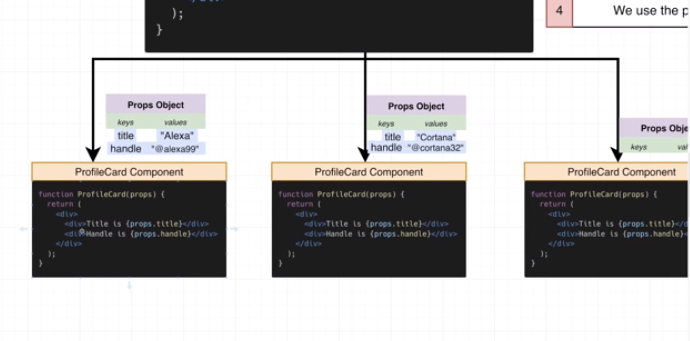 );
}
4 We use the p
Props Object
keys values
title "Alexa"
handle "@alexa99"
Props Object
keys values
title "Cortana"
handle "@cortana32"
Props Obje
keys val
ProfileCard Component
function ProfileCard(props) {
return (
<div>
<div>Title is {props.title}</div>
<div>Handle is {props.handle}</div>
</div>
);
}
ProfileCard Component
function ProfileCard(props) {
return (
<div>
<div>Title is {props.title}</div>
<div>Handle is {props.handle}</div>
</div>
);
}
ProfileCard Component
function ProfileCard(props) {
return (
<div>
<div>Title is {props.title}</d
<div>Handle is {props.handle}<
</div>
);
}